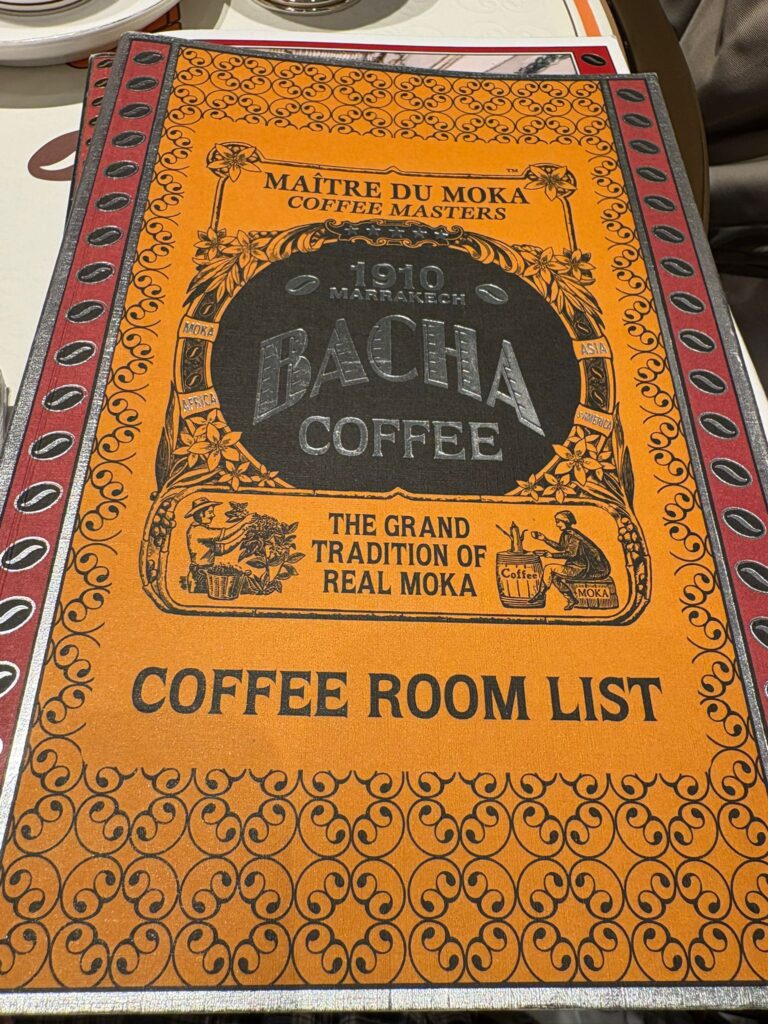 MAÎTRE DU MOKA
™
COFFEE MASTERS
1910
MARRAKECH
BACHA
COFFEE
MOKA
AFRICA
ASIA
S. AMERICA
THE GRAND
TRADITION OF
REAL MOKA
Coffee
MOKA
COFFEE ROOM LIST